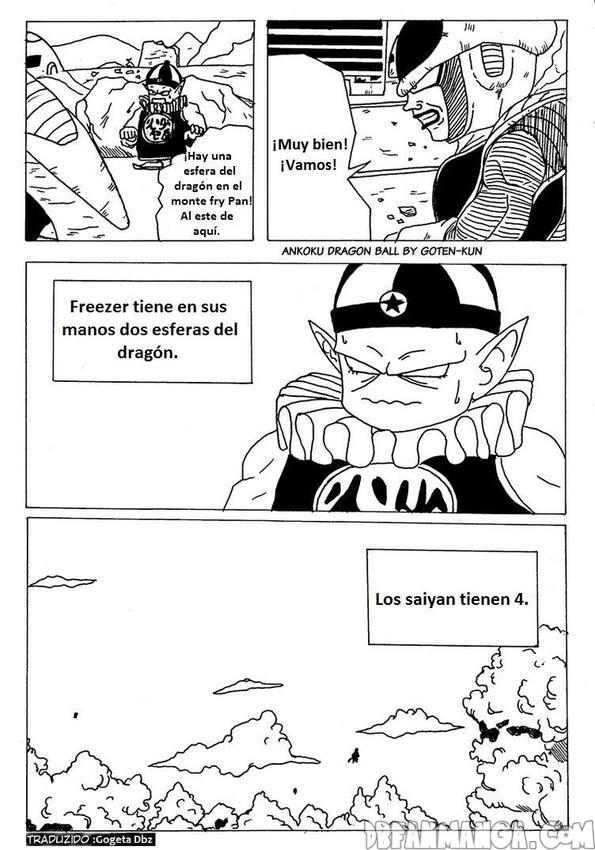 ¡Hay una
esfera del
dragón en el
monte fry Pan!
Al este de
aquí.
¡Muy bien!
¡Vamos!
ANKOKU DRAGON BALL BY GOTEN-KUN
Freezer tiene en sus
manos dos esferas del
dragón.
Los saiyan tienen 4.
TRADUZIDO :Gogeta Dbz
DBFANMANGA.COM